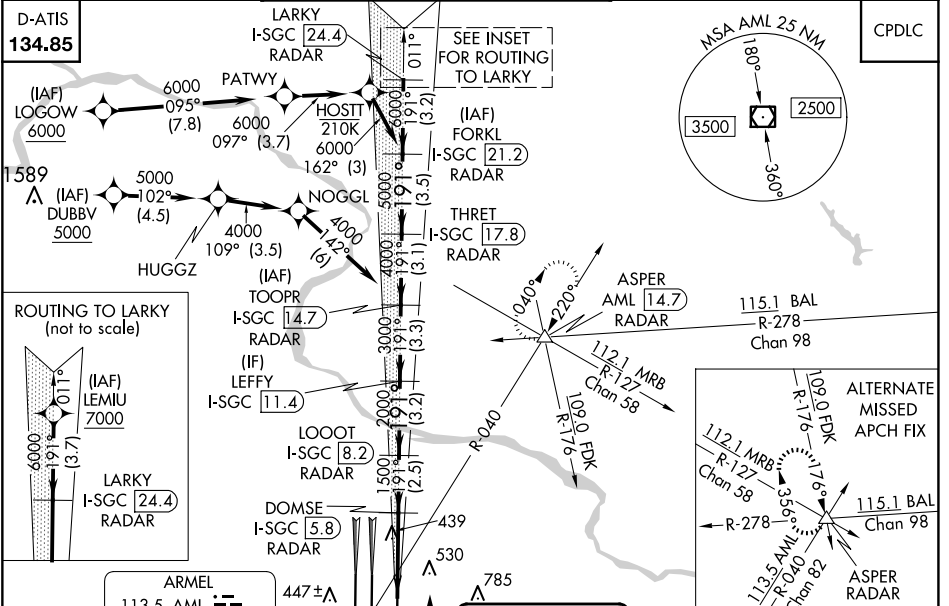 D-ATIS
134.85
LARKY
I-SGC 24.4
RADAR
011°
SEE INSET
FOR ROUTING
TO LARKY
MSA AML 25 NM
180°
3500
2500
360°
CPDLC
(IAF)
LOGOW
6000
6000
095°
(7.8)
PATWY
6000
097° (3.7)
HOSTT
210K
6000
162° (3)
6000
191°
(3.2)
(IAF)
FORKL
I-SGC 21.2
RADAR
1589
(IAF)
DUBBV
5000
5000
102°
(4.5)
HUGGZ
4000
109° (3.5)
NOGGL
4000
142°
(6)
5000
191°
(3.5)
THRET
I-SGC 17.8
RADAR
4000
191°
(3.1)
(IAF)
TOOPR
I-SGC 14.7
RADAR
3000
191°
(3.3)
(IF)
LEFFY
I-SGC 11.4
2000
191°
(3.2)
LOOOT
I-SGC 8.2
RADAR
1500
191°
(2.5)
DOMSE
I-SGC 5.8
RADAR
439
530
447±
785
040°
220°
ASPER
AML 14.7
RADAR
115.1 BAL
R-278
Chan 98
112.1 MRB
R-127
Chan 58
109.0 FDK
R-176
R-040
ROUTING TO LARKY
(not to scale)
011°
(IAF)
LEMIU
7000
6000
191°
(3.7)
LARKY
I-SGC 24.4
RADAR
ARMEL
113.5 AML
ALTERNATE
MISSED
APCH FIX
109.0 FDK
R-176
176°
112.1 MRB
R-127
Chan 58
356°
115.1 BAL
Chan 98
R-278
113.5 AML
R-040
Chan 82
ASPER
RADAR